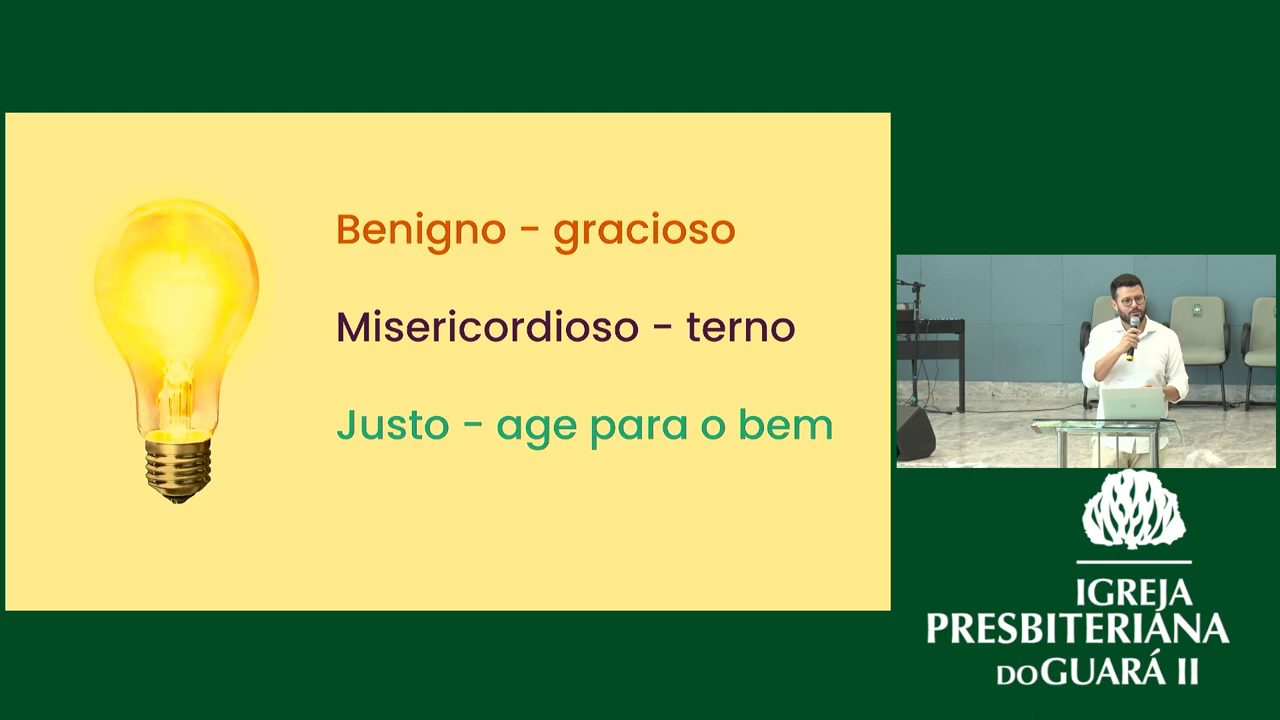 Benigno - gracioso
Misericordioso - terno
Justo - age para o bem
IGREJA
PRESBITERIANA
DO GUARÁ II